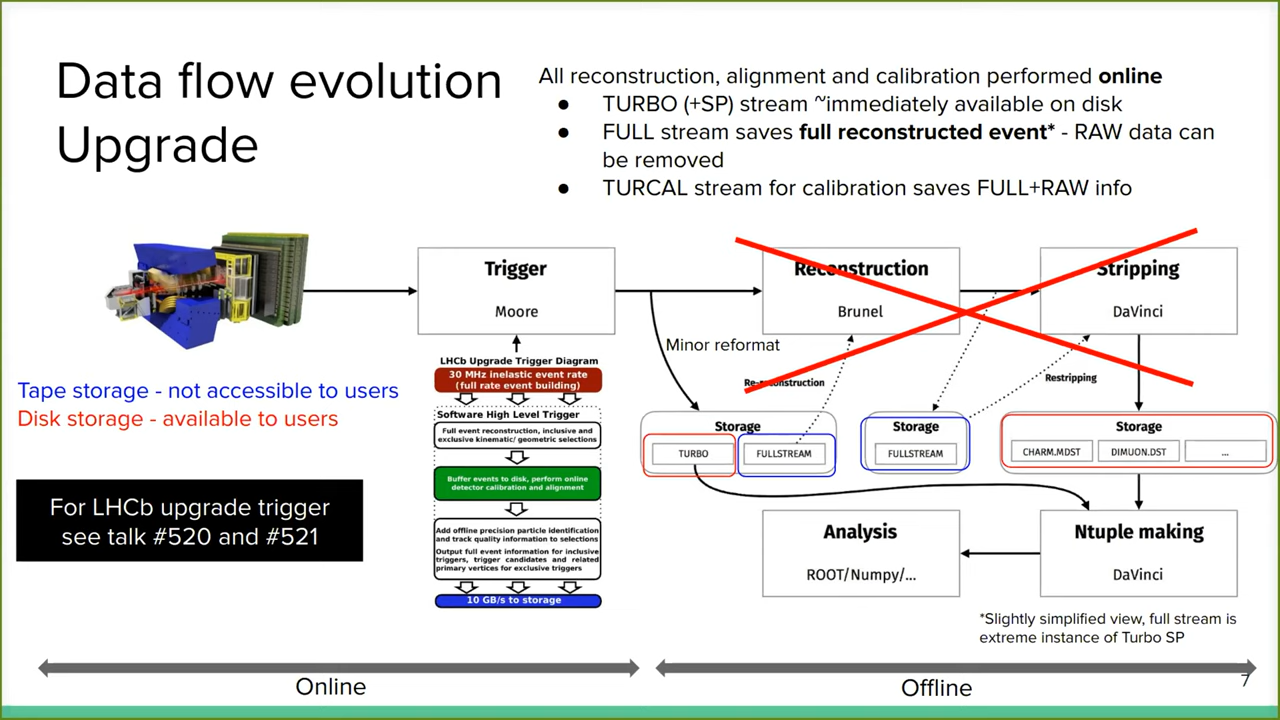 Data flow evolution
Upgrade
All reconstruction, alignment and calibration performed online
● TURBO (+SP) stream ~immediately available on disk
● FULL stream saves full reconstructed event* - RAW data can
be removed
● TURCAL stream for calibration saves FULL+RAW info
Trigger
Moore
Reconstruction
Brunel
Stripping
DaVinci
Minor reformat
LHCb Upgrade Trigger Diagram
30 MHz inelastic event rate
(full rate event building)
Software High Level Trigger
Full event reconstruction, inclusive and
exclusive kinematic/ geometric selections
Buffer events to disk, perform online
detector calibration and alignment
Add offline precision particle identification
and track quality information to selections
Output full event information for inclusive
triggers, trigger candidates and related
primary vertices for exclusive triggers
10 GB/s to storage
Tape storage - not accessible to users
Disk storage - available to users
For LHCb upgrade trigger
see talk #520 and #521
Re-reconstruction
Restripping
Storage
TURBO
FULLSTREAM
Storage
FULLSTREAM
Storage
CHARM.MDST
DIMUON.DST
...
Analysis
ROOT/Numpy/...
Ntuple making
DaVinci
*Slightly simplified view, full stream is
extreme instance of Turbo SP
Online
Offline
7